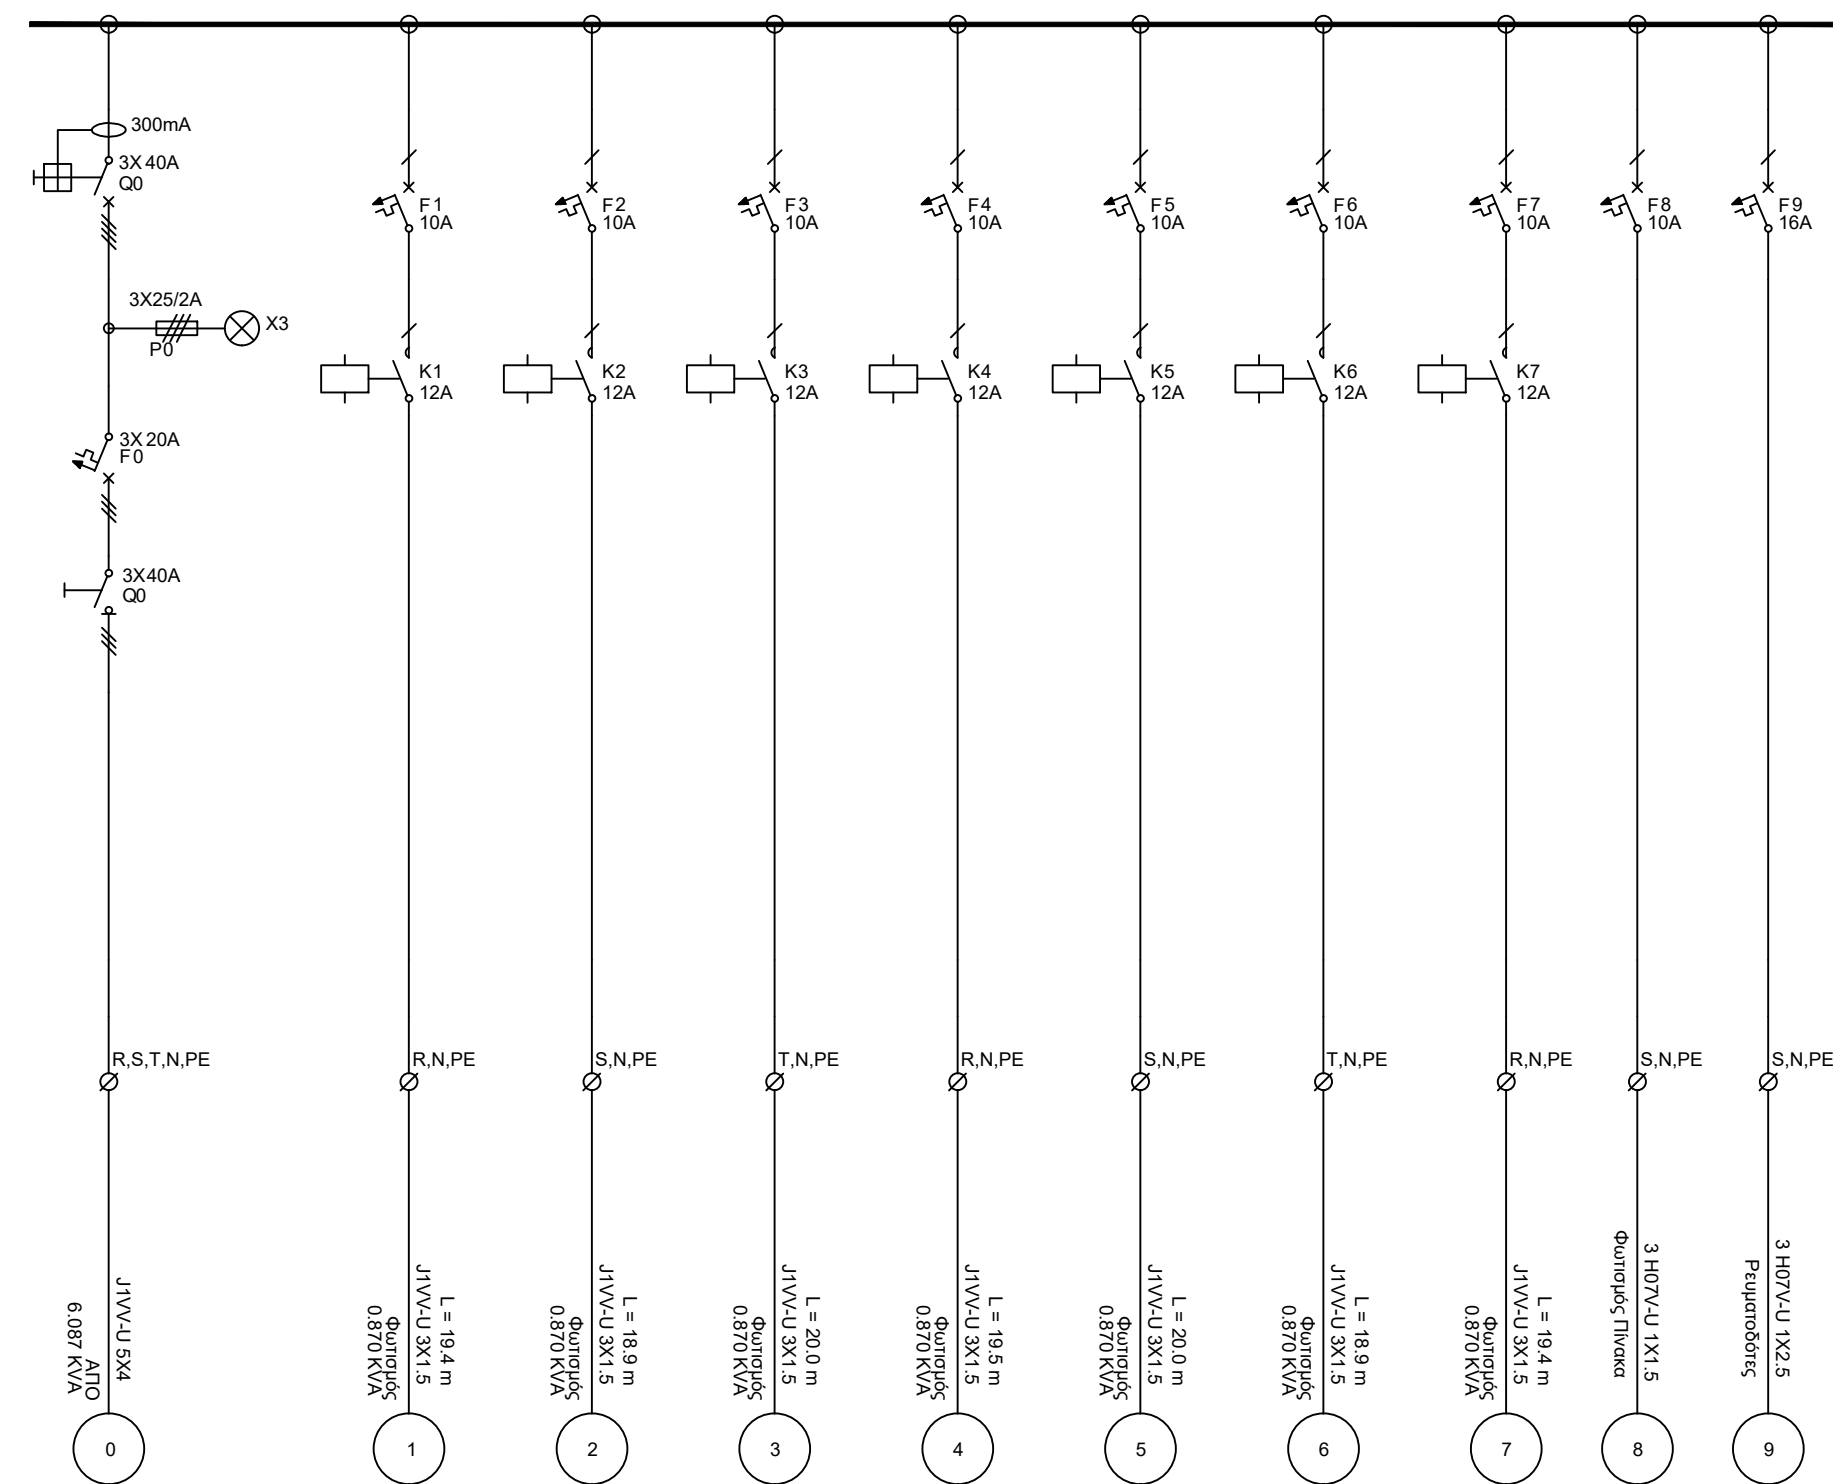 300mA
3X40A
Q0
3X25/2A
P0
X3
3X20A
F0
3X40A
Q0
F1
10A
F2
10A
F3
10A
F4
10A
F5
10A
F6
10A
F7
10A
F8
10A
F9
16A
K1
12A
K2
12A
K3
12A
K4
12A
K5
12A
K6
12A
K7
12A
R,S,T,N,PE
R,N,PE
S,N,PE
T,N,PE
R,N,PE
S,N,PE
T,N,PE
R,N,PE
S,N,PE
S,N,PE
J1VV-U 5X4
ΑΠΟ
6.087 KVA
L = 19.4 m
J1VV-U 3X1.5
Φωτισμός
0.870 KVA
L = 18.9 m
J1VV-U 3X1.5
Φωτισμός
0.870 KVA
L = 20.0 m
J1VV-U 3X1.5
Φωτισμός
0.870 KVA
L = 19.5 m
J1VV-U 3X1.5
Φωτισμός
0.870 KVA
L = 20.0 m
J1VV-U 3X1.5
Φωτισμός
0.870 KVA
L = 18.9 m
J1VV-U 3X1.5
Φωτισμός
0.870 KVA
L = 19.4 m
J1VV-U 3X1.5
Φωτισμός
0.870 KVA
3 H07V-U 1X1.5
Φωτισμός Πίνακα
3 H07V-U 1X2.5
Ρευματοδότες
0
1
2
3
4
5
6
7
8
9